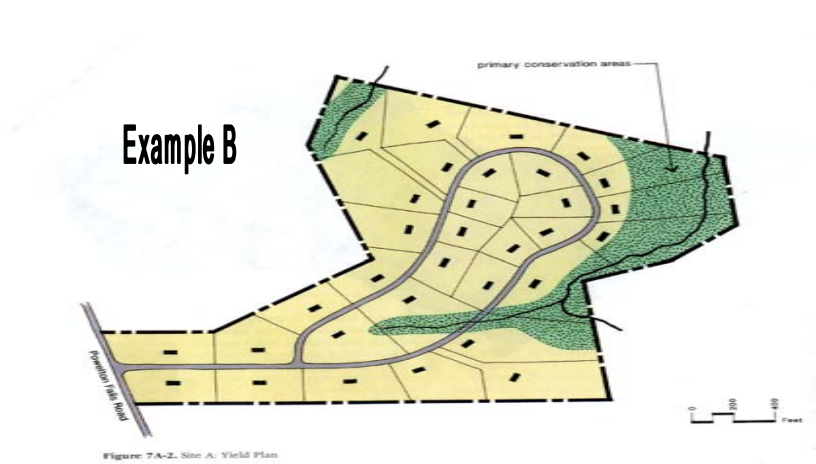 primary conservation areas
Example B
Powelton Falls Road
0 200 400
Feet
Figure 7A-2. Site A: Yield Plan